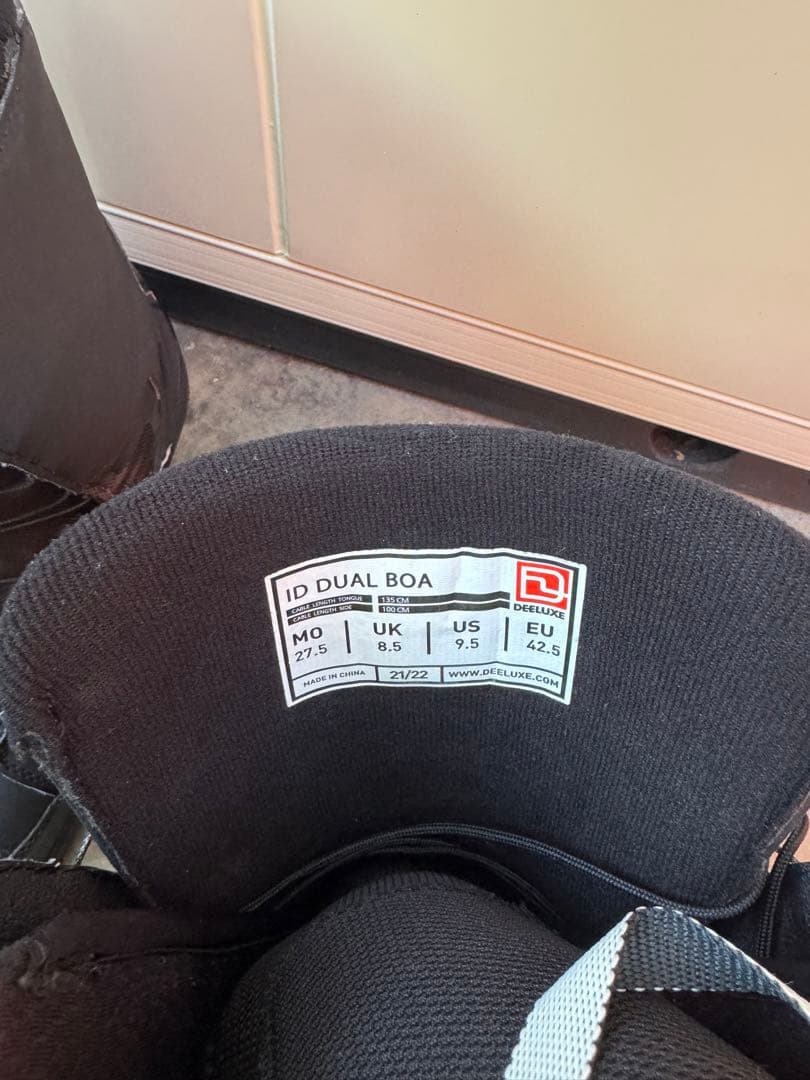 ID DUAL BOA
CABLE LENGTH TONGUE 135 CM
CABLE LENGTH SIDE 100 CM
DEELUXE
MO | UK | US | EU
27.5 8.5 9.5 42.5
MADE IN CHINA 21/22 WWW.DEELUXE.COM